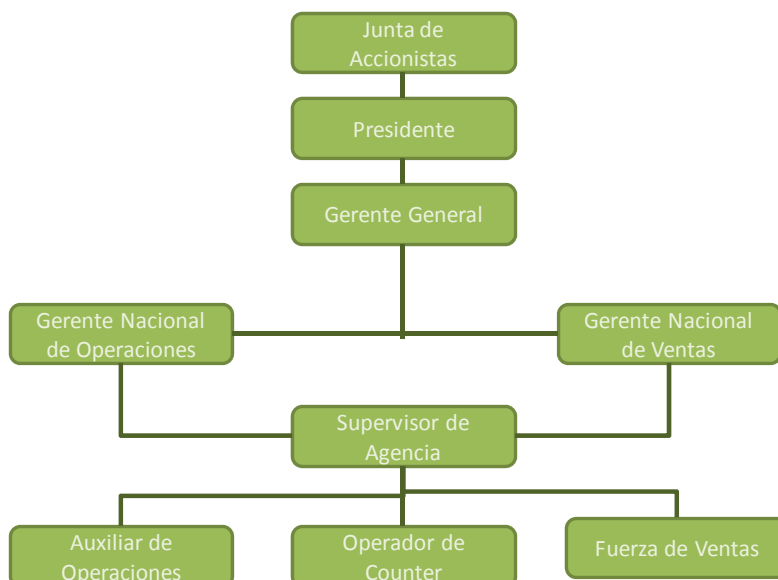 Junta de
Accionistas
Presidente
Gerente General
Gerente Nacional
de Operaciones
Gerente Nacional
de Ventas
Supervisor de
Agencia
Auxiliar de
Operaciones
Operador de
Counter
Fuerza de Ventas